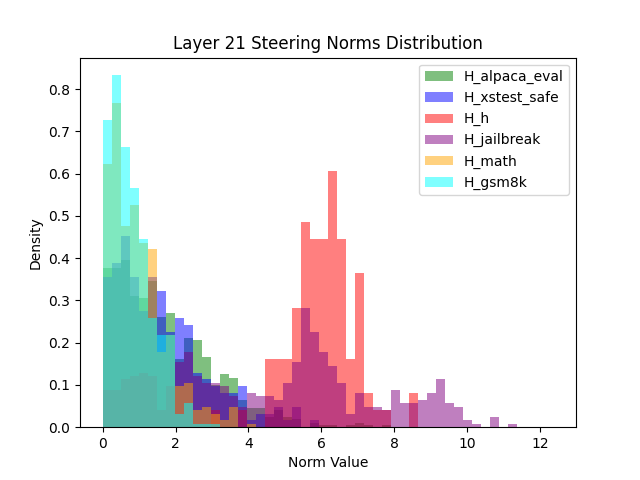 Layer 21 Steering Norms Distribution
H_alpaca_eval
H_xstest_safe
H_h
H_jailbreak
H_math
H_gsm8k
Density
0.8
0.7
0.6
0.5
0.4
0.3
0.2
0.1
0.0
0 2 4 6 8 10 12
Norm Value